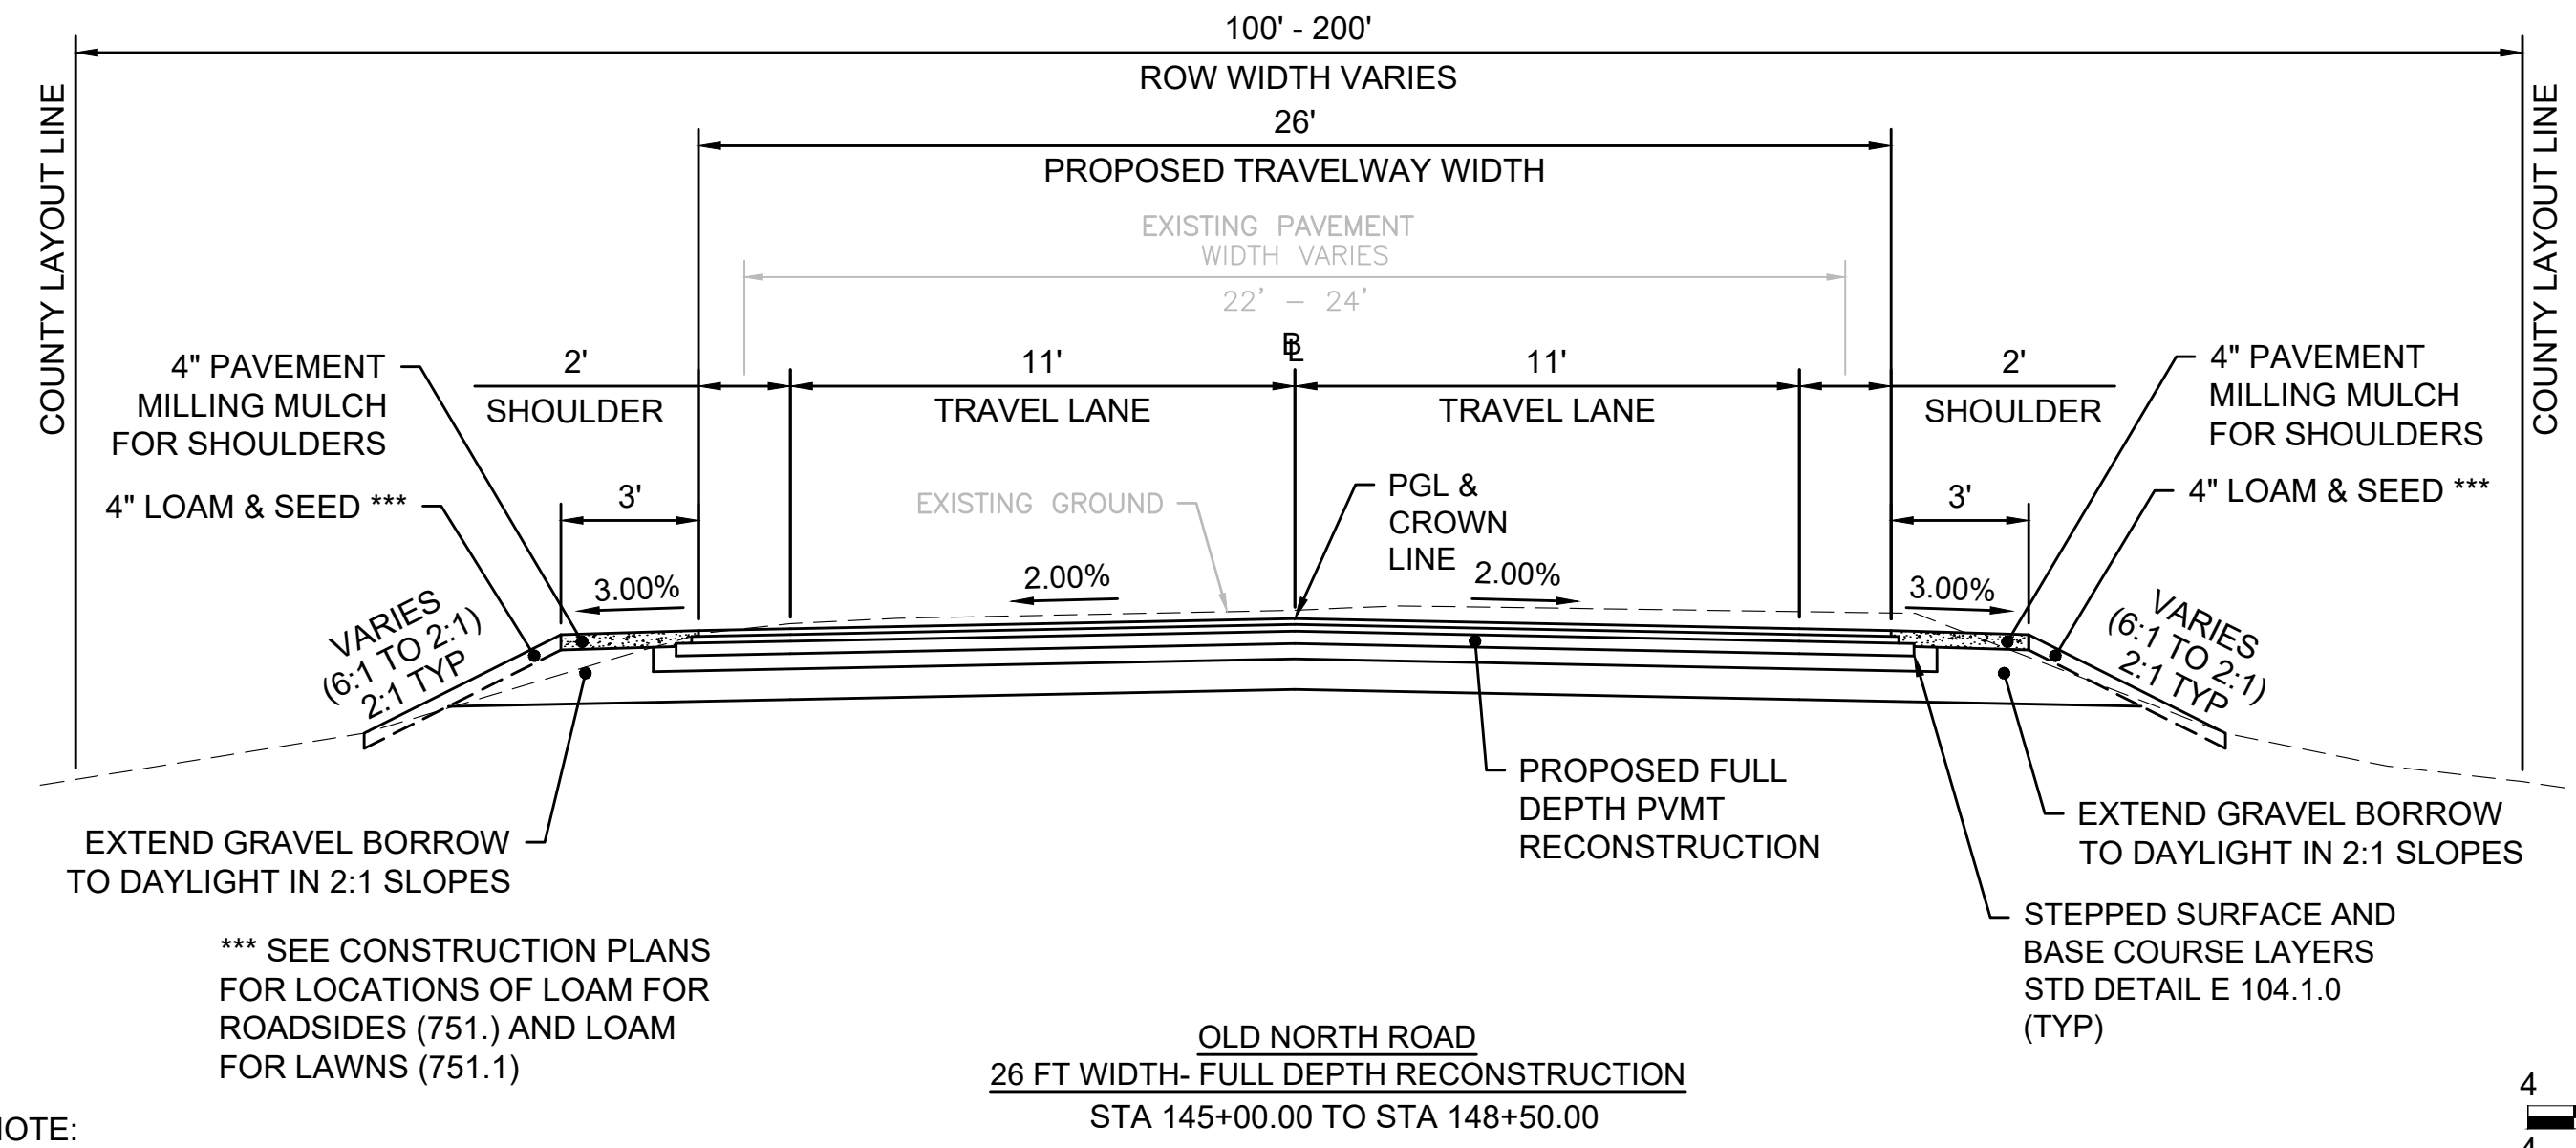 100' - 200'
ROW WIDTH VARIES
26'
PROPOSED TRAVELWAY WIDTH
EXISTING PAVEMENT
WIDTH VARIES
22' - 24'
COUNTY LAYOUT LINE
COUNTY LAYOUT LINE
BL
2'
SHOULDER
11'
TRAVEL LANE
11'
TRAVEL LANE
2'
SHOULDER
4" PAVEMENT
MILLING MULCH
FOR SHOULDERS
4" LOAM & SEED ***
4" PAVEMENT
MILLING MULCH
FOR SHOULDERS
4" LOAM & SEED ***
3'
EXISTING GROUND
PGL &
CROWN
LINE
3'
3.00%
2.00%
2.00%
3.00%
VARIES
(6:1 TO 2:1)
2:1 TYP
VARIES
(6:1 TO 2:1)
2:1 TYP
EXTEND GRAVEL BORROW
TO DAYLIGHT IN 2:1 SLOPES
PROPOSED FULL
DEPTH PVMT
RECONSTRUCTION
EXTEND GRAVEL BORROW
TO DAYLIGHT IN 2:1 SLOPES
STEPPED SURFACE AND
BASE COURSE LAYERS
STD DETAIL E 104.1.0
(TYP)
*** SEE CONSTRUCTION PLANS
FOR LOCATIONS OF LOAM FOR
ROADSIDES (751.) AND LOAM
FOR LAWNS (751.1)
OLD NORTH ROAD
26 FT WIDTH- FULL DEPTH RECONSTRUCTION
STA 145+00.00 TO STA 148+50.00
4